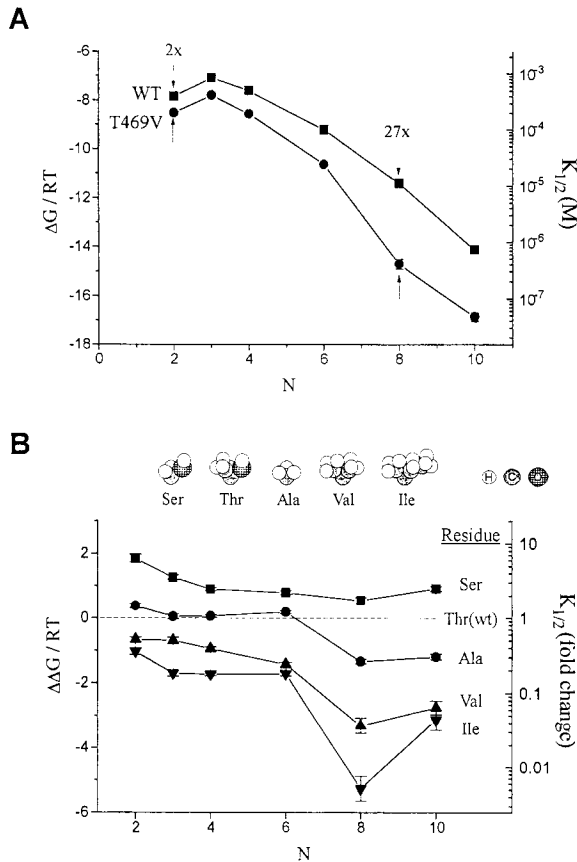 A
-6
-8
-10
-12
-14
-16
-18
ΔG / RT
2x
WT
T469V
27x
10⁻³
10⁻⁴
10⁻⁵
10⁻⁶
10⁻⁷
K₁/₂ (M)
0 2 4 6 8 10
N
B
Ser Thr Ala Val Ile
H C O
Residue
2
0
-2
-4
-6
ΔΔG / RT
Ser
Thr(wt)
Ala
Val
Ile
10
1
0.1
0.01
K₁/₂ (fold change)
2 4 6 8 10
N